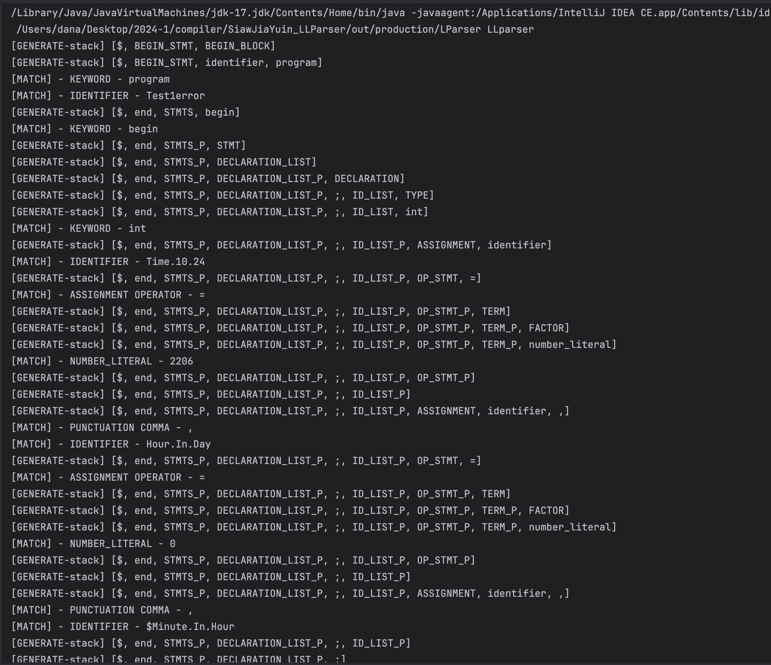 /Library/Java/JavaVirtualMachines/jdk-17.jdk/Contents/Home/bin/java -javaagent:/Applications/IntelliJ IDEA CE.app/Contents/lib/id
/Users/dana/Desktop/2024-1/compiler/SiawJiaYuin_LLParser/out/production/LParser LLparser
[GENERATE-stack] [$, BEGIN_STMT, BEGIN_BLOCK]
[GENERATE-stack] [$, BEGIN_STMT, identifier, program]
[MATCH] - KEYWORD - program
[MATCH] - IDENTIFIER - Test1error
[GENERATE-stack] [$, end, STMTS, begin]
[MATCH] - KEYWORD - begin
[GENERATE-stack] [$, end, STMTS_P, STMT]
[GENERATE-stack] [$, end, STMTS_P, DECLARATION_LIST]
[GENERATE-stack] [$, end, STMTS_P, DECLARATION_LIST_P, DECLARATION]
[GENERATE-stack] [$, end, STMTS_P, DECLARATION_LIST_P, ;, ID_LIST, TYPE]
[GENERATE-stack] [$, end, STMTS_P, DECLARATION_LIST_P, ;, ID_LIST, int]
[MATCH] - KEYWORD - int
[GENERATE-stack] [$, end, STMTS_P, DECLARATION_LIST_P, ;, ID_LIST_P, ASSIGNMENT, identifier]
[MATCH] - IDENTIFIER - Time.10.24
[GENERATE-stack] [$, end, STMTS_P, DECLARATION_LIST_P, ;, ID_LIST_P, OP_STMT, =]
[MATCH] - ASSIGNMENT OPERATOR - =
[GENERATE-stack] [$, end, STMTS_P, DECLARATION_LIST_P, ;, ID_LIST_P, OP_STMT_P, TERM]
[GENERATE-stack] [$, end, STMTS_P, DECLARATION_LIST_P, ;, ID_LIST_P, OP_STMT_P, TERM_P, FACTOR]
[GENERATE-stack] [$, end, STMTS_P, DECLARATION_LIST_P, ;, ID_LIST_P, OP_STMT_P, TERM_P, number_literal]
[MATCH] - NUMBER_LITERAL - 2206
[GENERATE-stack] [$, end, STMTS_P, DECLARATION_LIST_P, ;, ID_LIST_P, OP_STMT_P]
[GENERATE-stack] [$, end, STMTS_P, DECLARATION_LIST_P, ;, ID_LIST_P]
[GENERATE-stack] [$, end, STMTS_P, DECLARATION_LIST_P, ;, ID_LIST_P, ASSIGNMENT, identifier, ,]
[MATCH] - PUNCTUATION COMMA - ,
[MATCH] - IDENTIFIER - Hour.In.Day
[GENERATE-stack] [$, end, STMTS_P, DECLARATION_LIST_P, ;, ID_LIST_P, OP_STMT, =]
[MATCH] - ASSIGNMENT OPERATOR - =
[GENERATE-stack] [$, end, STMTS_P, DECLARATION_LIST_P, ;, ID_LIST_P, OP_STMT_P, TERM]
[GENERATE-stack] [$, end, STMTS_P, DECLARATION_LIST_P, ;, ID_LIST_P, OP_STMT_P, TERM_P, FACTOR]
[GENERATE-stack] [$, end, STMTS_P, DECLARATION_LIST_P, ;, ID_LIST_P, OP_STMT_P, TERM_P, number_literal]
[MATCH] - NUMBER_LITERAL - 0
[GENERATE-stack] [$, end, STMTS_P, DECLARATION_LIST_P, ;, ID_LIST_P, OP_STMT_P]
[GENERATE-stack] [$, end, STMTS_P, DECLARATION_LIST_P, ;, ID_LIST_P]
[GENERATE-stack] [$, end, STMTS_P, DECLARATION_LIST_P, ;, ID_LIST_P, ASSIGNMENT, identifier, ,]
[MATCH] - PUNCTUATION COMMA - ,
[MATCH] - IDENTIFIER - $Minute.In.Hour
[GENERATE-stack] [$, end, STMTS_P, DECLARATION_LIST_P, ;, ID_LIST_P]
[GENERATE-stack] [$, end, STMTS_P, DECLARATION_LIST_P, ;]